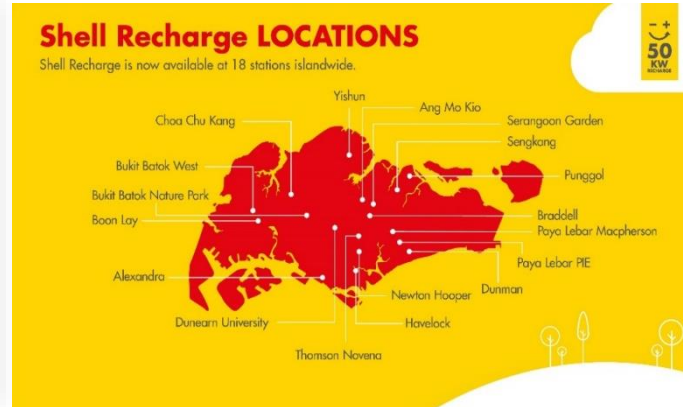 Shell Recharge LOCATIONS
Shell Recharge is now available at 18 stations islandwide.
- +
50
KW
RECHARGE
Yishun
Ang Mo Kio
Choa Chu Kang
Serangoon Garden
Sengkang
Bukit Batok West
Punggol
Bukit Batok Nature Park
Boon Lay
Braddell
Paya Lebar Macpherson
Paya Lebar PIE
Alexandra
Dunman
Newton Hooper
Dunearn University
Havelock
Thomson Novena